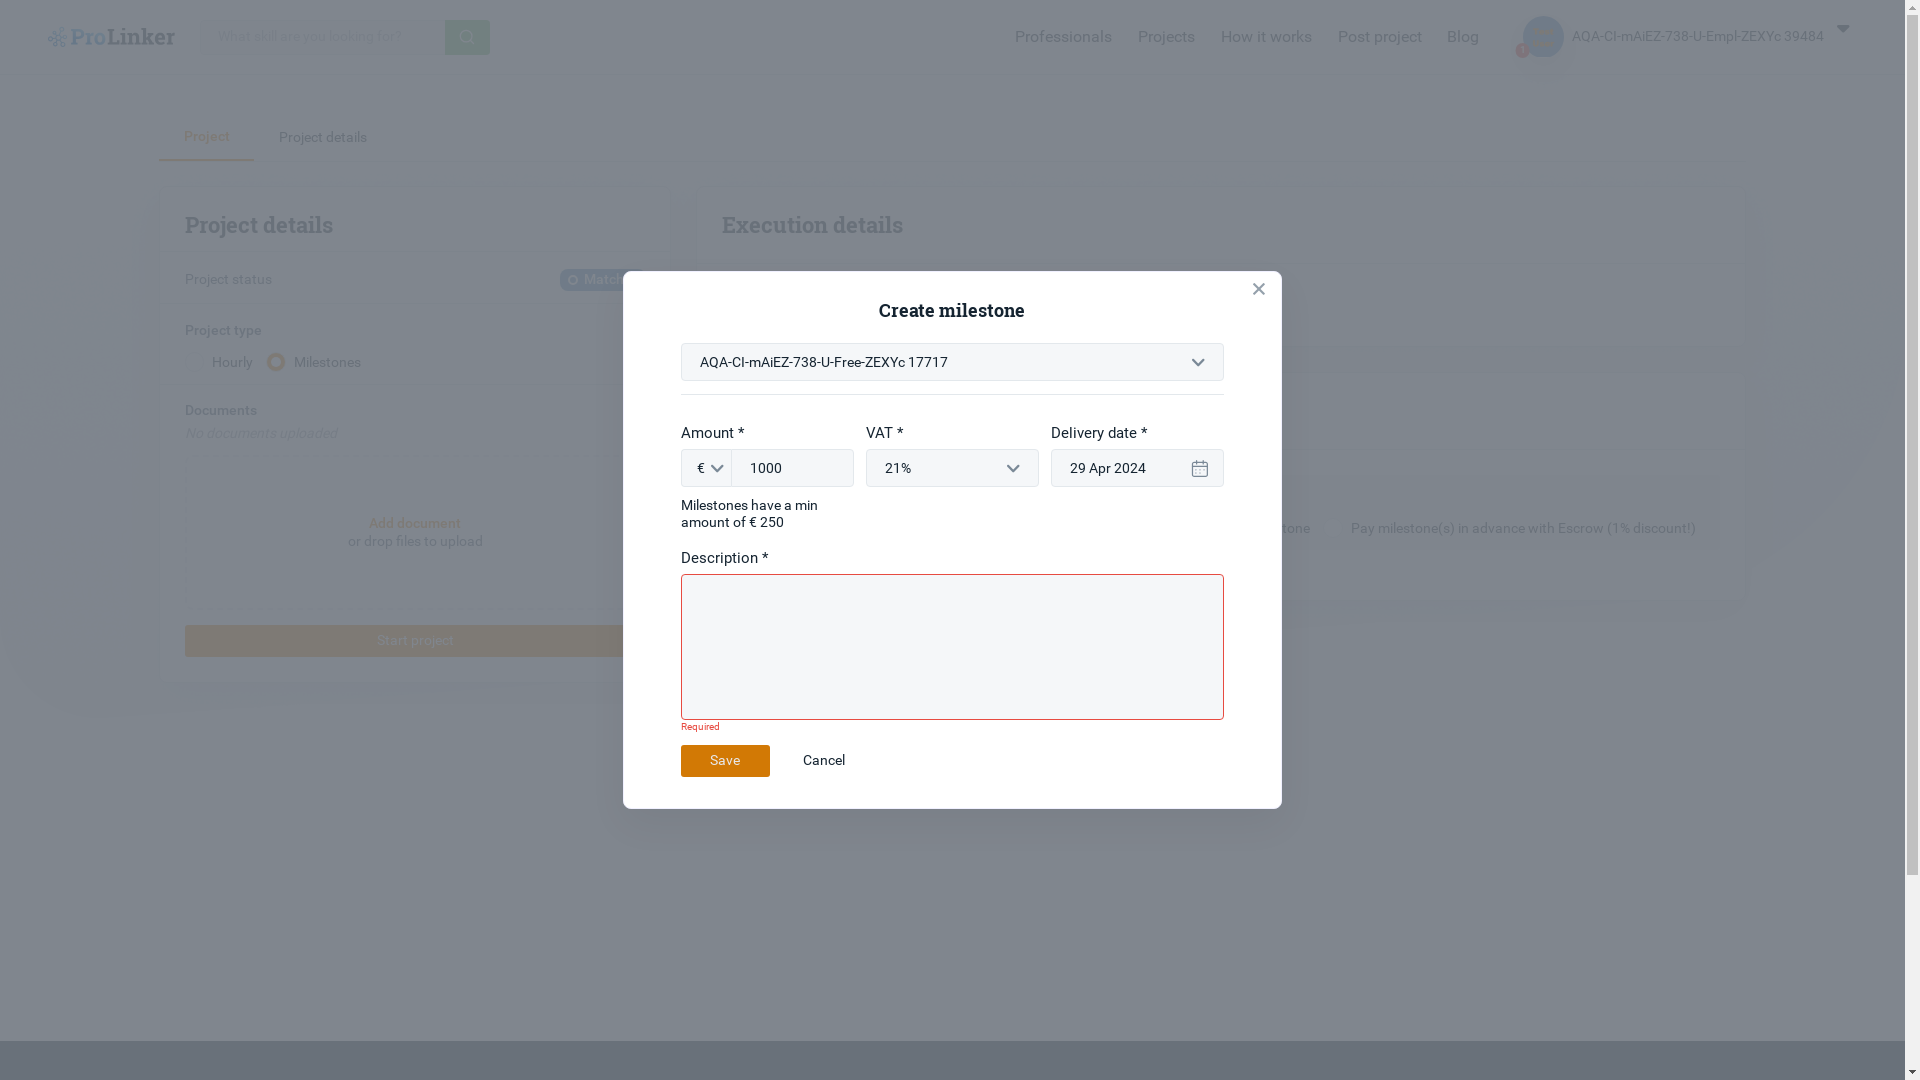 ProLinker
What skill are you looking for?
Professionals
Projects
How it works
Post project
Blog
AQA-CI-mAiEZ-738-U-Empl-ZEXYc 39484
Project
Project details
Project details
Execution details
Project status
Match
Project type
Hourly
Milestones
Documents
No documents uploaded
Add document
or drop files to upload
Start project
tone
Pay milestone(s) in advance with Escrow (1% discount!)
Create milestone
AQA-CI-mAiEZ-738-U-Free-ZEXYc 17717
Amount *
VAT *
Delivery date *
€
1000
21%
29 Apr 2024
Milestones have a min
amount of € 250
Description *
Required
Save
Cancel